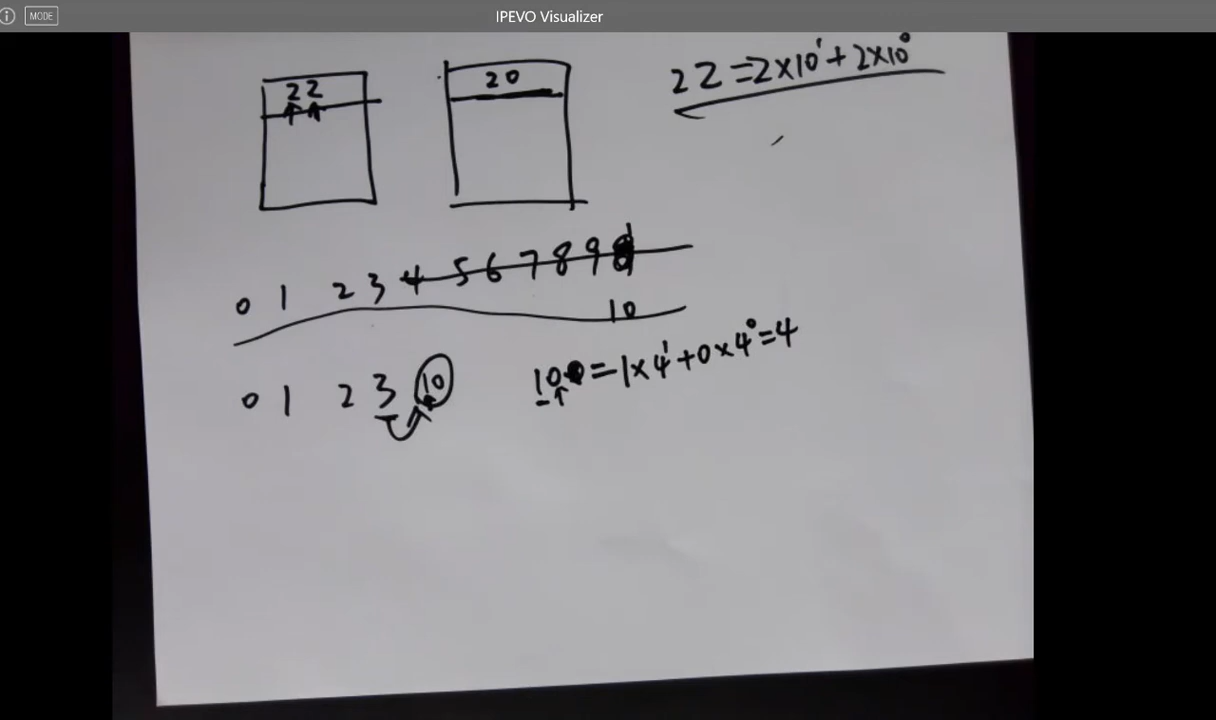 IPEVO Visualizer
MODE
22
20
22=2×10¹+2×10⁰
0 1 2 3 4 5 6 7 8 9
10
0 1 2 3 10
10=1×4¹+0×4⁰=4